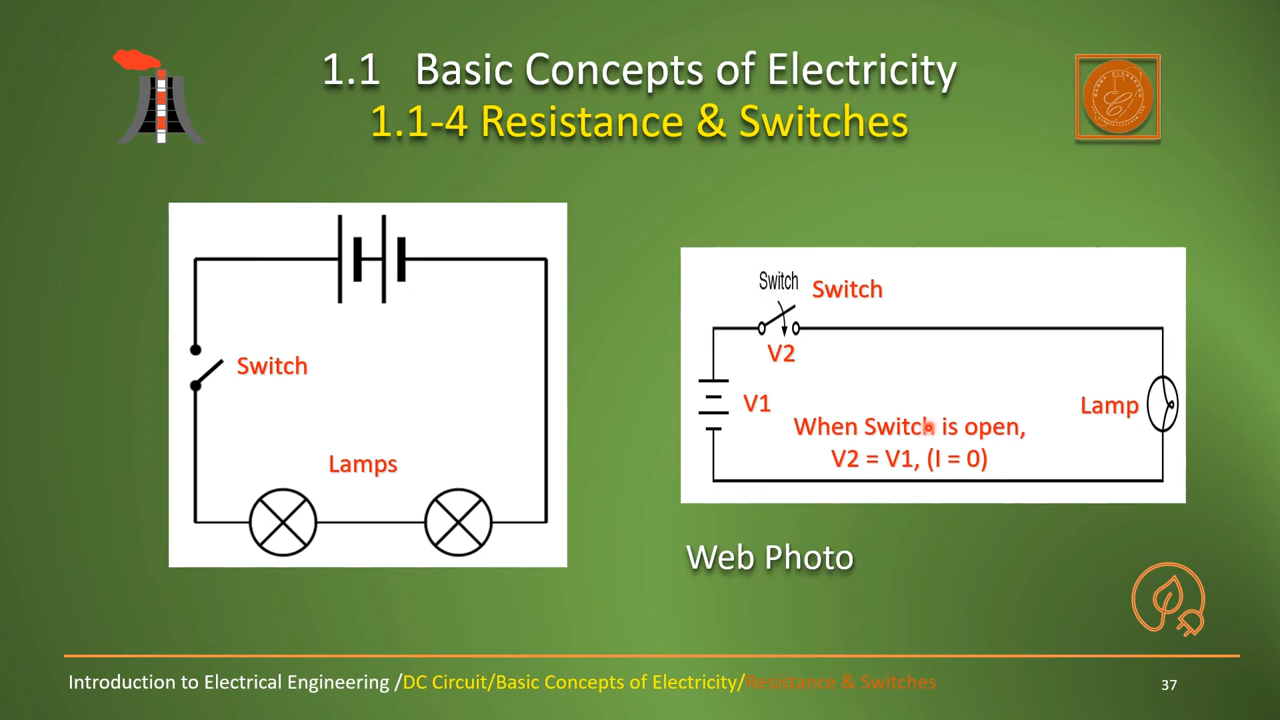 1.1 Basic Concepts of Electricity
1.1-4 Resistance & Switches
Switch
Lamps
Switch
Switch
V2
V1
Lamp
When Switch is open,
V2 = V1, (I = 0)
Web Photo
Introduction to Electrical Engineering /DC Circuit/Basic Concepts of Electricity/Resistance & Switches
37